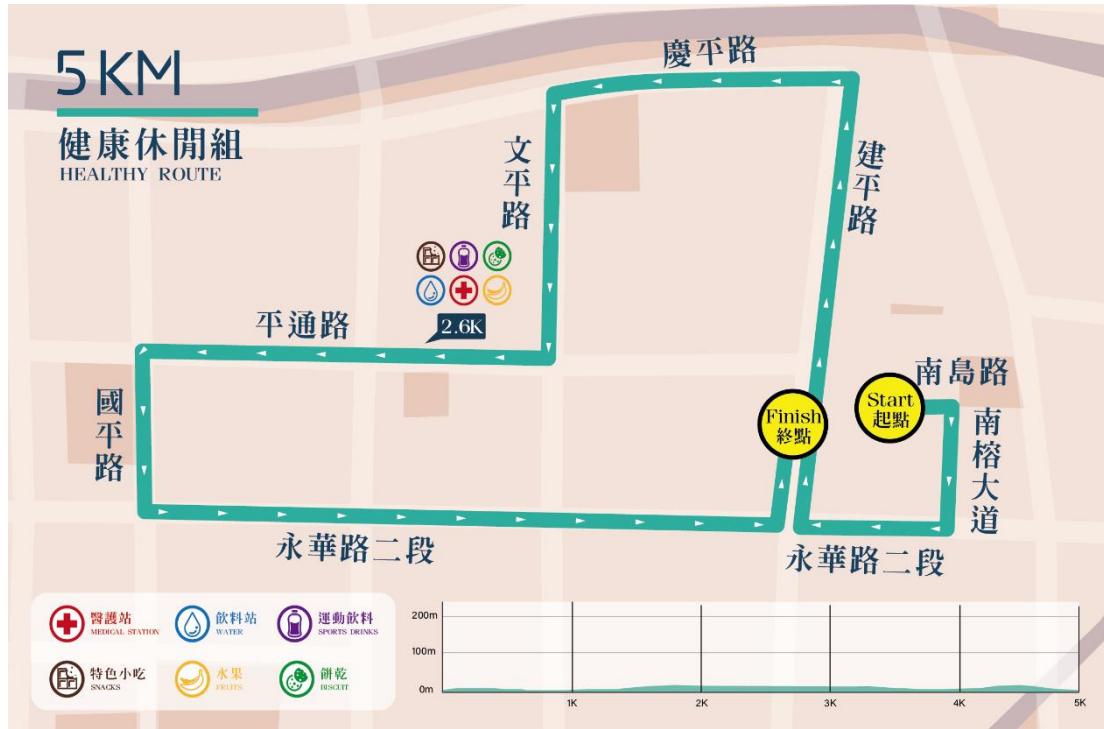 5KM
健康休閒組
HEALTHY ROUTE
慶平路
文平路
建平路
2.6K
平通路
國平路
南島路
Start
起點
Finish
終點
南榕大道
永華路二段
永華路二段
醫護站
MEDICAL STATION
飲料站
WATER
運動飲料
SPORTS DRINKS
特色小吃
SNACKS
水果
FRUITS
餅乾
BISCUIT
200m
100m
0m
1K
2K
3K
4K
5K